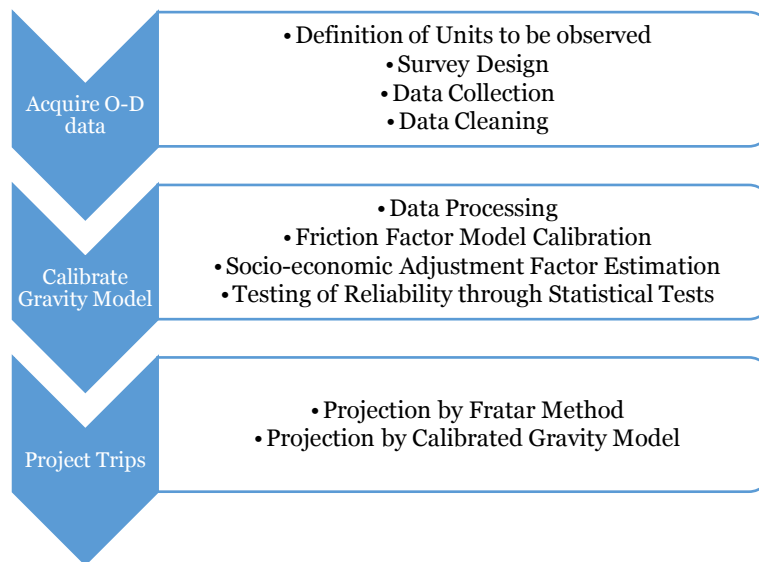 Acquire O-D
data
• Definition of Units to be observed
• Survey Design
• Data Collection
• Data Cleaning
Calibrate
Gravity Model
• Data Processing
• Friction Factor Model Calibration
• Socio-economic Adjustment Factor Estimation
• Testing of Reliability through Statistical Tests
Project Trips
• Projection by Fratar Method
• Projection by Calibrated Gravity Model